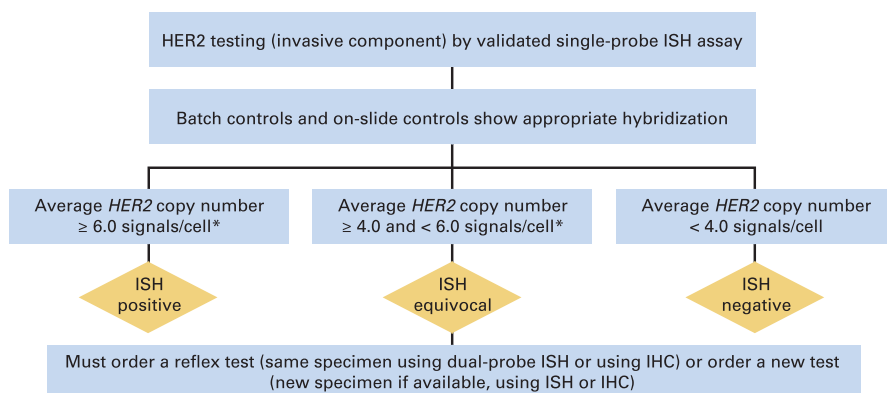 HER2 testing (invasive component) by validated single-probe ISH assay
Batch controls and on-slide controls show appropriate hybridization
Average HER2 copy number
≥ 6.0 signals/cell*
Average HER2 copy number
≥ 4.0 and < 6.0 signals/cell*
Average HER2 copy number
< 4.0 signals/cell
ISH
positive
ISH
equivocal
ISH
negative
Must order a reflex test (same specimen using dual-probe ISH or using IHC) or order a new test
(new specimen if available, using ISH or IHC)